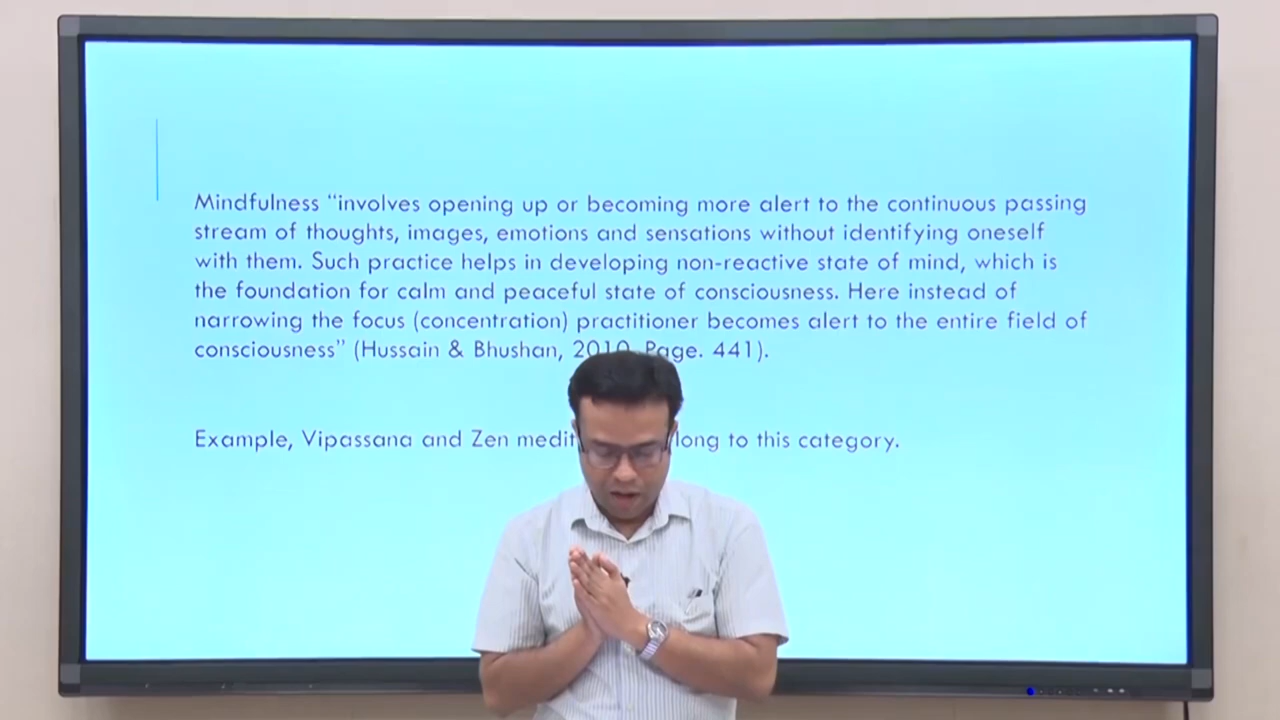 Mindfulness “involves opening up or becoming more alert to the continuous passing
stream of thoughts, images, emotions and sensations without identifying oneself
with them. Such practice helps in developing non-reactive state of mind, which is
the foundation for calm and peaceful state of consciousness. Here instead of
narrowing the focus (concentration) practitioner becomes alert to the entire field of
consciousness” (Hussain & Bhushan, 2010, Page. 441).
Example, Vipassana and Zen to this category.